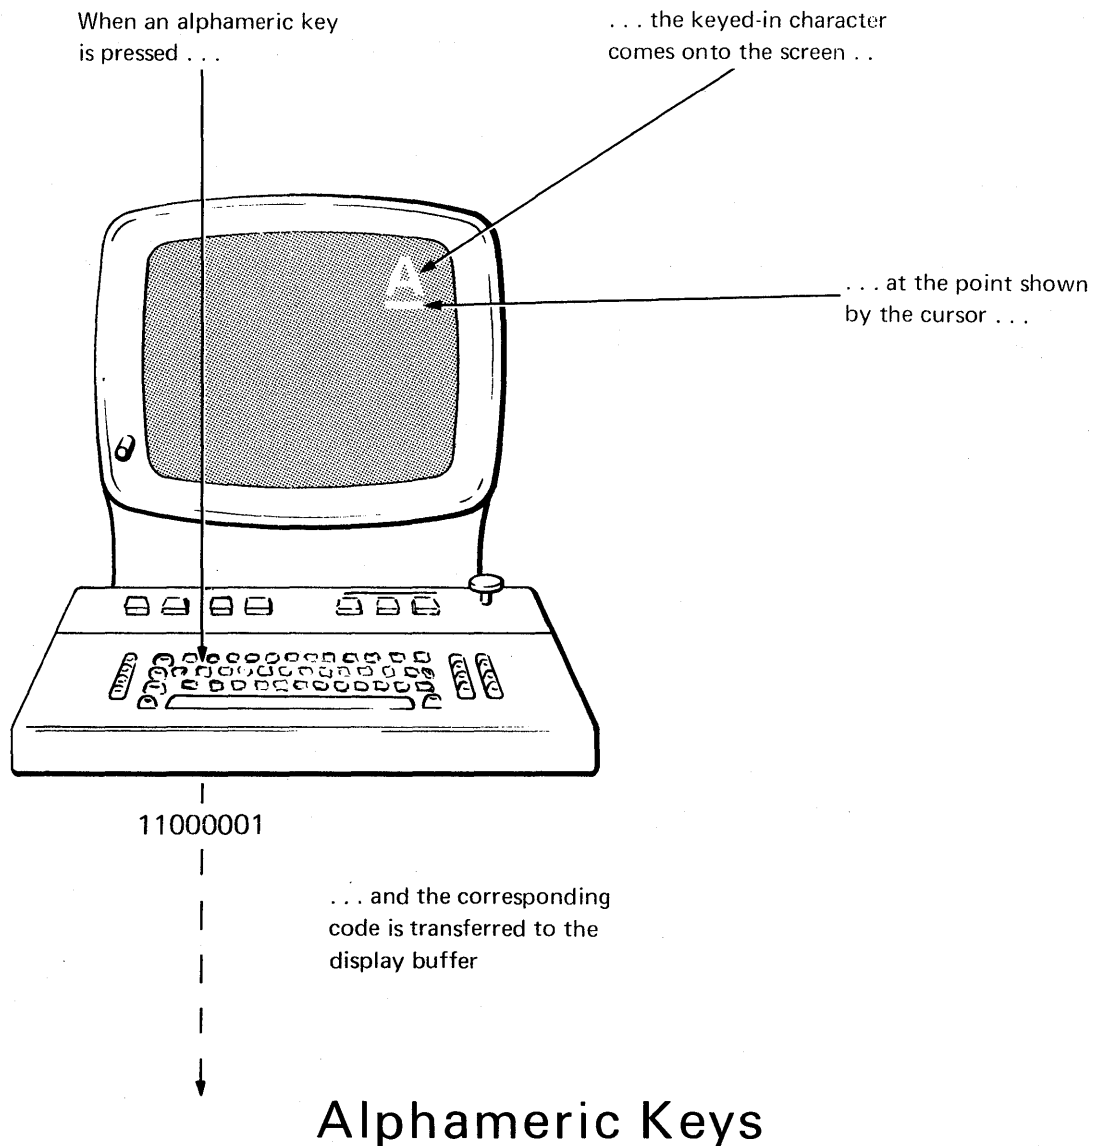 When an alphameric key
is pressed . . .
. . . the keyed-in character
comes onto the screen . .
A
. . . at the point shown
by the cursor . . .
11000001
. . . and the corresponding
code is transferred to the
display buffer
Alphameric Keys